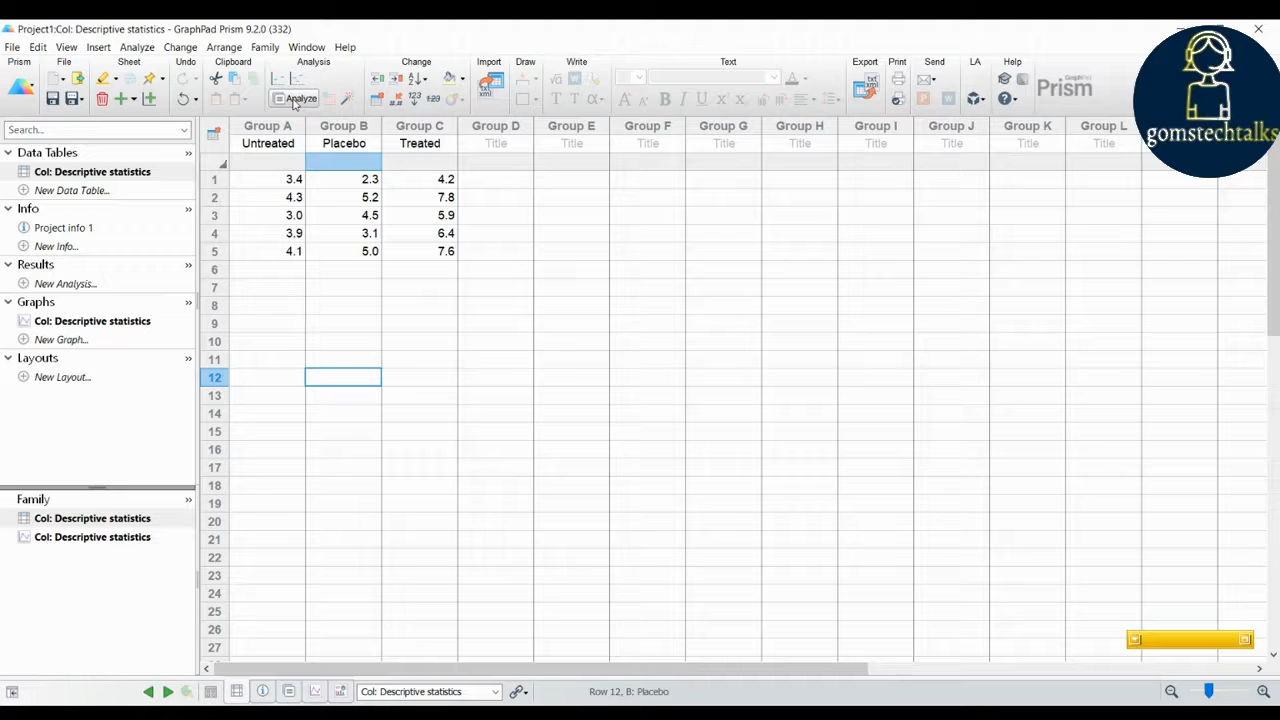 Project1:Col: Descriptive statistics - GraphPad Prism 9.2.0 (332)
File Edit View Insert Analyze Change Arrange Family Window Help
Prism File Sheet Undo Clipboard Analysis Change Import Draw Write Text Export Print Send LA Help
Analyze
GraphPad
Prism
gomstechtalks
Search...
Data Tables
Col: Descriptive statistics
New Data Table...
Info
Project info 1
New Info...
Results
New Analysis...
Graphs
Col: Descriptive statistics
New Graph...
Layouts
New Layout...
Family
Col: Descriptive statistics
Col: Descriptive statistics
Group A Group B Group C Group D Group E Group F Group G Group H Group I Group J Group K Group L
Untreated Placebo Treated Title Title Title Title Title Title Title Title Title
1 3.4 2.3 4.2
2 4.3 5.2 7.8
3 3.0 4.5 5.9
4 3.9 3.1 6.4
5 4.1 5.0 7.6
6
7
8
9
10
11
12
13
14
15
16
17
18
19
20
21
22
23
24
25
26
27
Col: Descriptive statistics
Row 12, B: Placebo